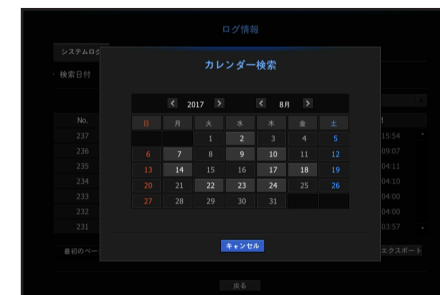 ログ情報
システムログ
検索日付
カレンダー検索
< 2017 > < 8月 >
No. 日 月 火 水 木 金 土
237 1 2 3 4 5 15:54
236 6 7 8 9 10 11 12 09:07
235 13 14 15 16 17 18 19 04:11
234 20 21 22 23 24 25 26 04:10
233 27 28 29 30 31 04:00
232 04:00
231 03:57
最初のペー キャンセル エクスポート
戻る